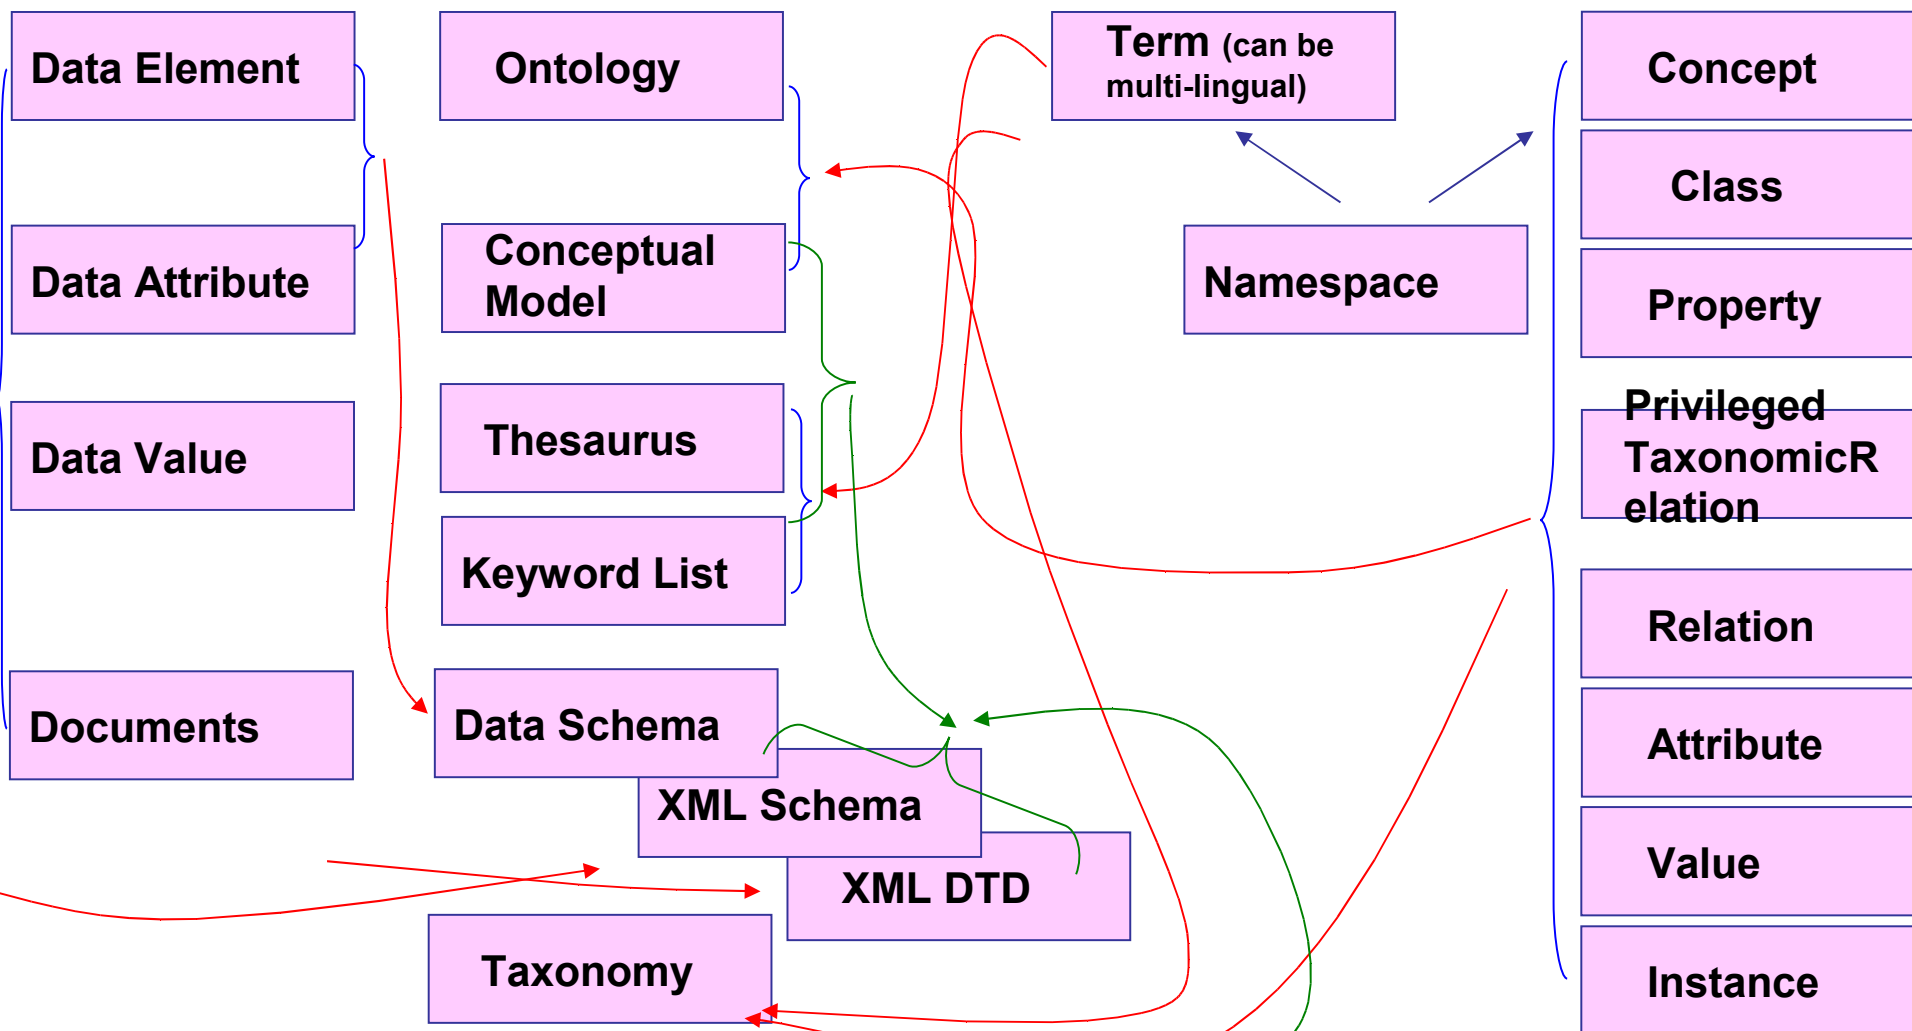 Data Element
Data Attribute
Data Value
Documents
Ontology
Conceptual
Model
Thesaurus
Keyword List
Data Schema
XML Schema
XML DTD
Taxonomy
Term (can be
multi-lingual)
Namespace
Concept
Class
Property
Privileged
TaxonomicR
elation
Relation
Attribute
Value
Instance